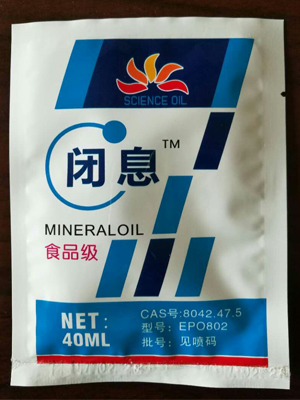 SCIENCE OIL
闭息™
MINERALOIL
食品级
NET:
40ML
CAS号:8042.47.5
型号: EPO802
批号: 见喷码